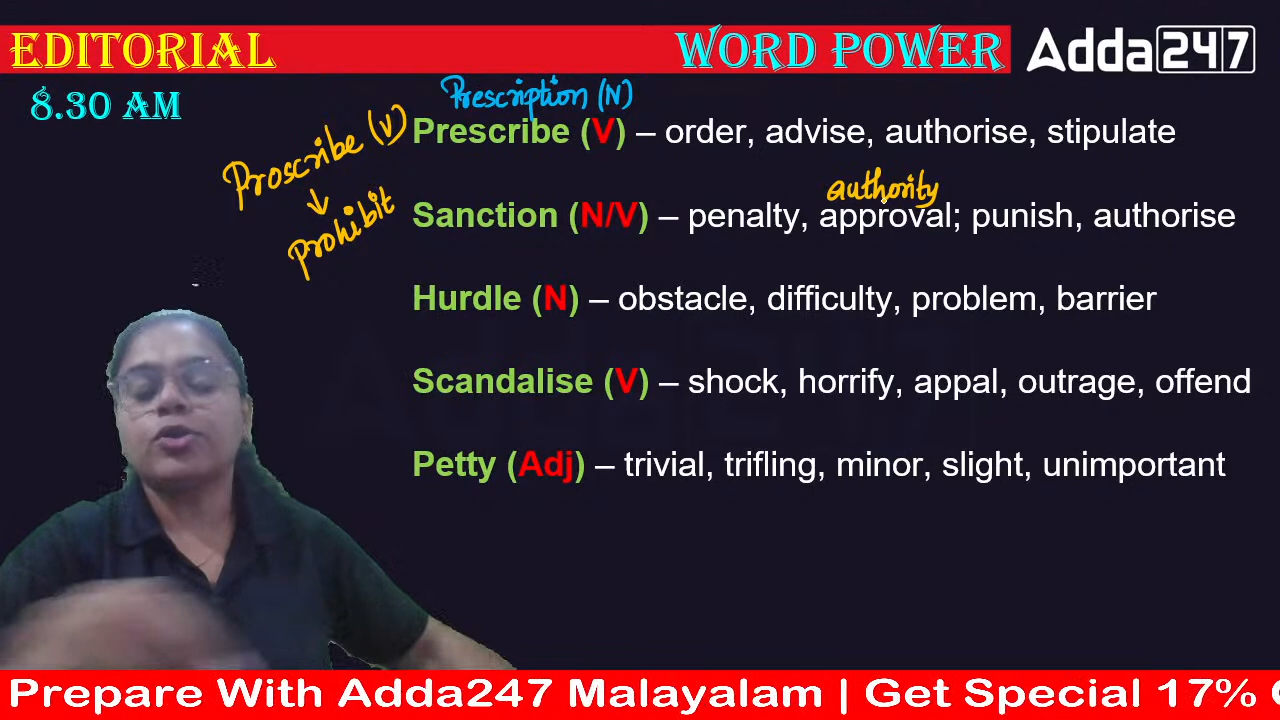 EDITORIAL
WORD POWER
Adda247
8.30 AM
Prescription (N)
Proscribe (V)
↓
Prohibit
Prescribe (V) – order, advise, authorise, stipulate
authority
Sanction (N/V) – penalty, approval; punish, authorise
Hurdle (N) – obstacle, difficulty, problem, barrier
Scandalise (V) – shock, horrify, appal, outrage, offend
Petty (Adj) – trivial, trifling, minor, slight, unimportant
Prepare With Adda247 Malayalam | Get Special 17%